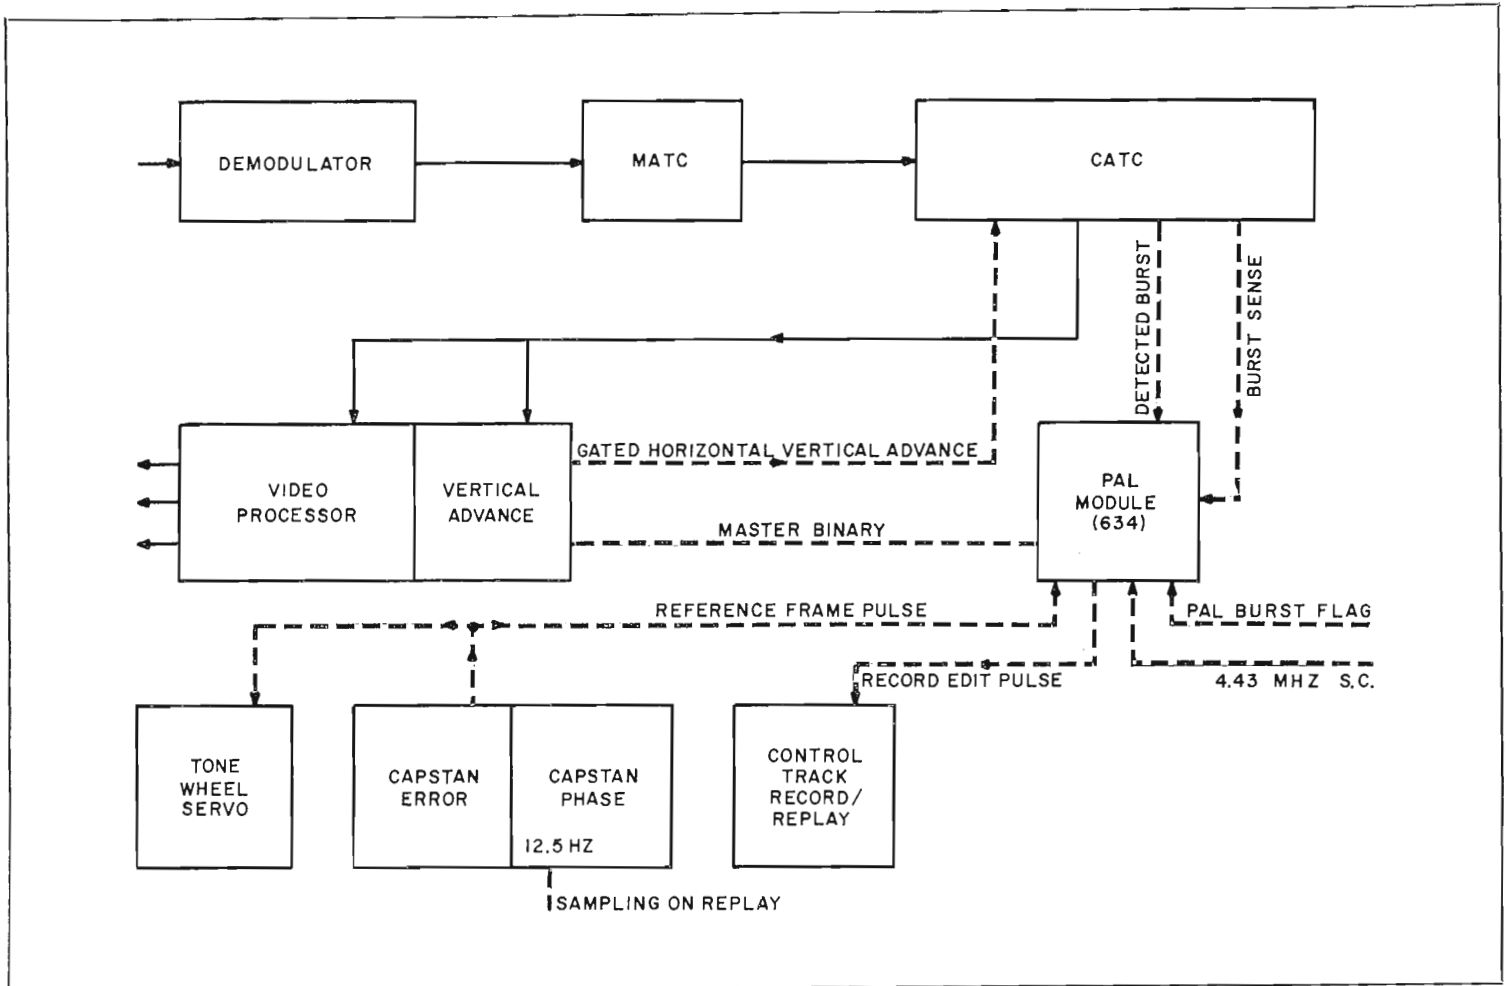 DEMODULATOR
MATC
CATC
DETECTED BURST
BURST SENSE
GATED HORIZONTAL VERTICAL ADVANCE
VIDEO
PROCESSOR
VERTICAL
ADVANCE
PAL
MODULE
(634)
MASTER BINARY
REFERENCE FRAME PULSE
PAL BURST FLAG
RECORD EDIT PULSE
4.43 MHZ S.C.
TONE
WHEEL
SERVO
CAPSTAN
ERROR
CAPSTAN
PHASE
12.5 HZ
CONTROL
TRACK
RECORD/
REPLAY
SAMPLING ON REPLAY